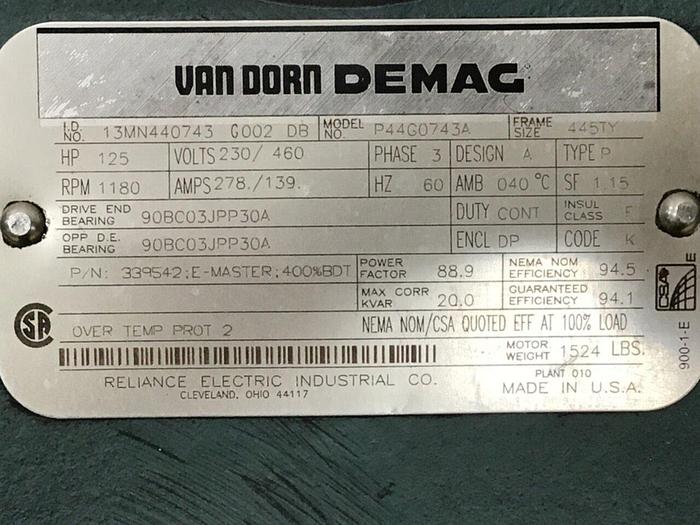 VAN DORN DEMAG
I.D. NO. 13MN440743 G002 DB MODEL NO. P44G0743A FRAME SIZE 445TY
HP 125 VOLTS 230/ 460 PHASE 3 DESIGN A TYPE P
RPM 1180 AMPS 278./139. HZ 60 AMB 040 °C SF 1.15
DRIVE END BEARING 90BC03JPP30A DUTY CONT INSUL CLASS F
OPP D.E. BEARING 90BC03JPP30A ENCL DP CODE K
P/N: 339542;E-MASTER;400%BDT POWER FACTOR 88.9 NEMA NOM EFFICIENCY 94.5
MAX CORR KVAR 20.0 GUARANTEED EFFICIENCY 94.1
OVER TEMP PROT 2 NEMA NOM/CSA QUOTED EFF AT 100% LOAD
MOTOR WEIGHT 1524 LBS.
RELIANCE ELECTRIC INDUSTRIAL CO. PLANT 010
CLEVELAND, OHIO 44117 MADE IN U.S.A.
SA
CSA
E
900-1-E